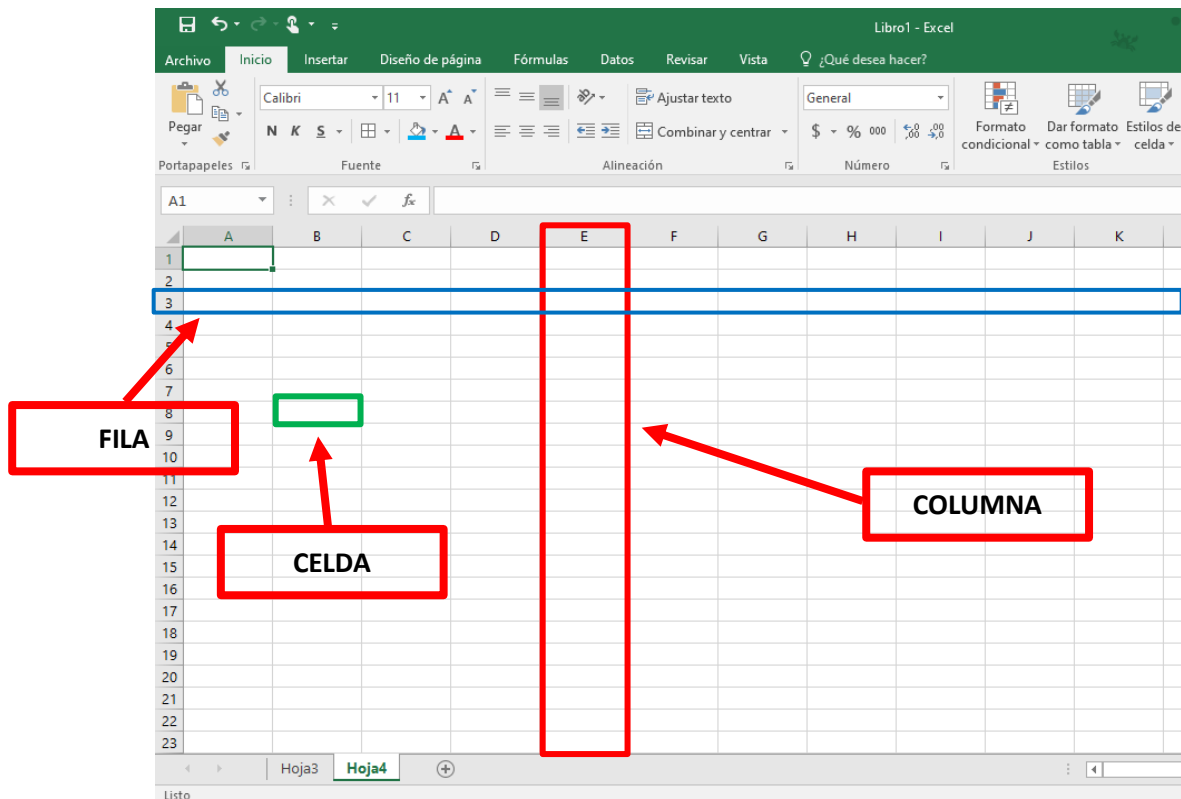 Libro1 - Excel
Archivo Inicio Insertar Diseño de página Fórmulas Datos Revisar Vista ¿Qué desea hacer?
Pegar
Portapapeles
Calibri 11
N K S
Fuente
Ajustar texto
Combinar y centrar
Alineación
General
$ % 000
Número
Formato condicional
Dar formato como tabla
Estilos de celda
Estilos
A1 fx
A B C D E F G H I J K
1
2
3
4
6
7
8
9
10
11
12
13
14
15
16
17
18
19
20
21
22
23
FILA
CELDA
COLUMNA
Hoja3 Hoja4
Listo